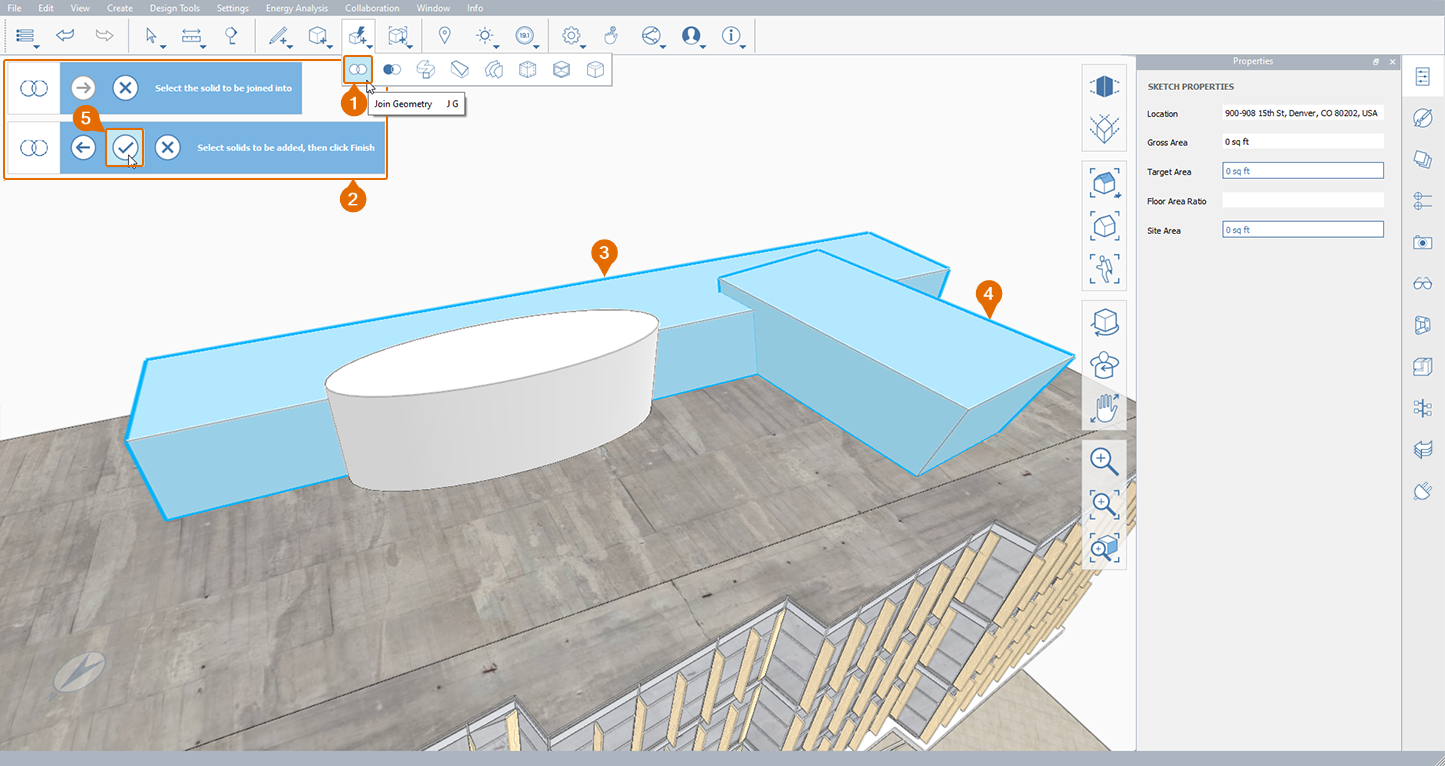 File Edit View Create Design Tools Settings Energy Analysis Collaboration Window Info
19.1
Select the solid to be joined into
1
Join Geometry J G
5
Select solids to be added, then click Finish
2
3
4
Properties
SKETCH PROPERTIES
Location 900-908 15th St, Denver, CO 80202, USA
Gross Area 0 sq ft
Target Area 0 sq ft
Floor Area Ratio
Site Area 0 sq ft